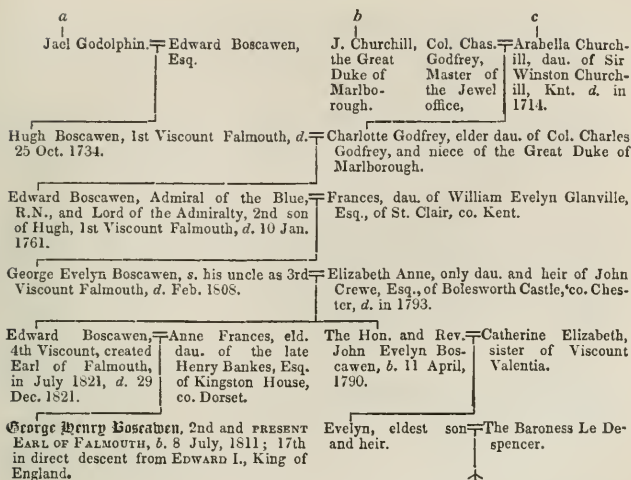 a
b
c
Jael Godolphin.
Edward Boscawen,
Esq.
J. Churchill,
the Great
Duke of
Marlbo-
rough.
Col. Chas.
Godfrey,
Master of
the Jewel
office,
Arabella Church-
ill, dau. of Sir
Winston Church-
ill, Knt. d. in
1714.
Hugh Boscawen, 1st Viscount Falmouth, d.
25 Oct. 1734.
Charlotte Godfrey, elder dau. of Col. Charles
Godfrey, and niece of the Great Duke of
Marlborough.
Edward Boscawen, Admiral of the Blue,
R.N., and Lord of the Admiralty, 2nd son
of Hugh, 1st Viscount Falmouth, d. 10 Jan.
1761.
Frances, dau. of William Evelyn Glanville,
Esq., of St. Clair, co. Kent.
George Evelyn Boscawen, s. his uncle as 3rd
Viscount Falmouth, d. Feb. 1808.
Elizabeth Anne, only dau. and heir of John
Crewe, Esq., of Bolesworth Castle, co. Ches-
ter, d. in 1793.
Edward Boscawen,
4th Viscount, created
Earl of Falmouth,
in July 1821, d. 29
Dec. 1821.
Anne Frances, eld.
dau. of the late
Henry Bankes, Esq.
of Kingston House,
co. Dorset.
The Hon. and Rev.
John Evelyn Bos-
cawen, b. 11 April,
1790.
Catherine Elizabeth,
sister of Viscount
Valentia.
George Henry Boscawen, 2nd and PRESENT
EARL OF FALMOUTH, b. 8 July, 1811; 17th
in direct descent from EDWARD I., King of
England.
Evelyn, eldest son
and heir.
The Baroness Le De-
spencer.